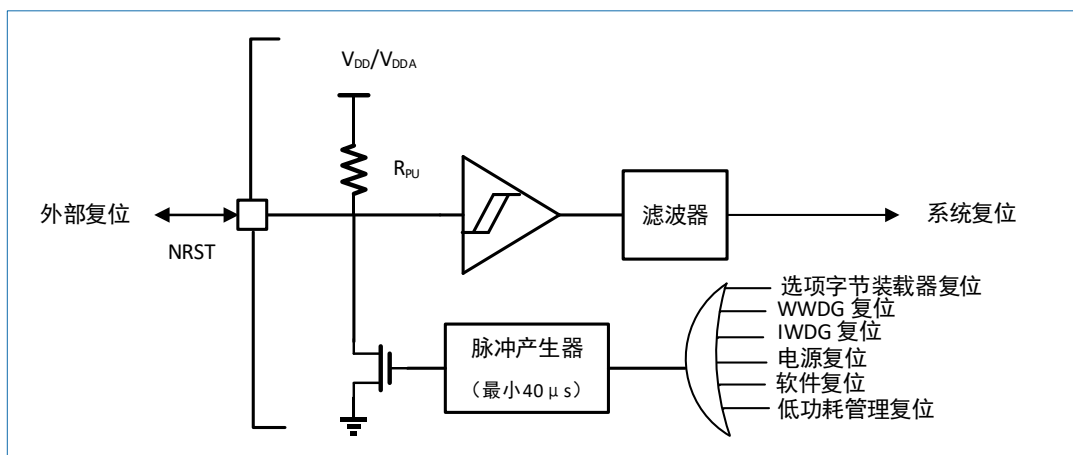 VDD/VDDA
RPU
外部复位
NRST
滤波器
系统复位
脉冲产生器
（最小40μs）
选项字节装载器复位
WWDG 复位
IWDG 复位
电源复位
软件复位
低功耗管理复位